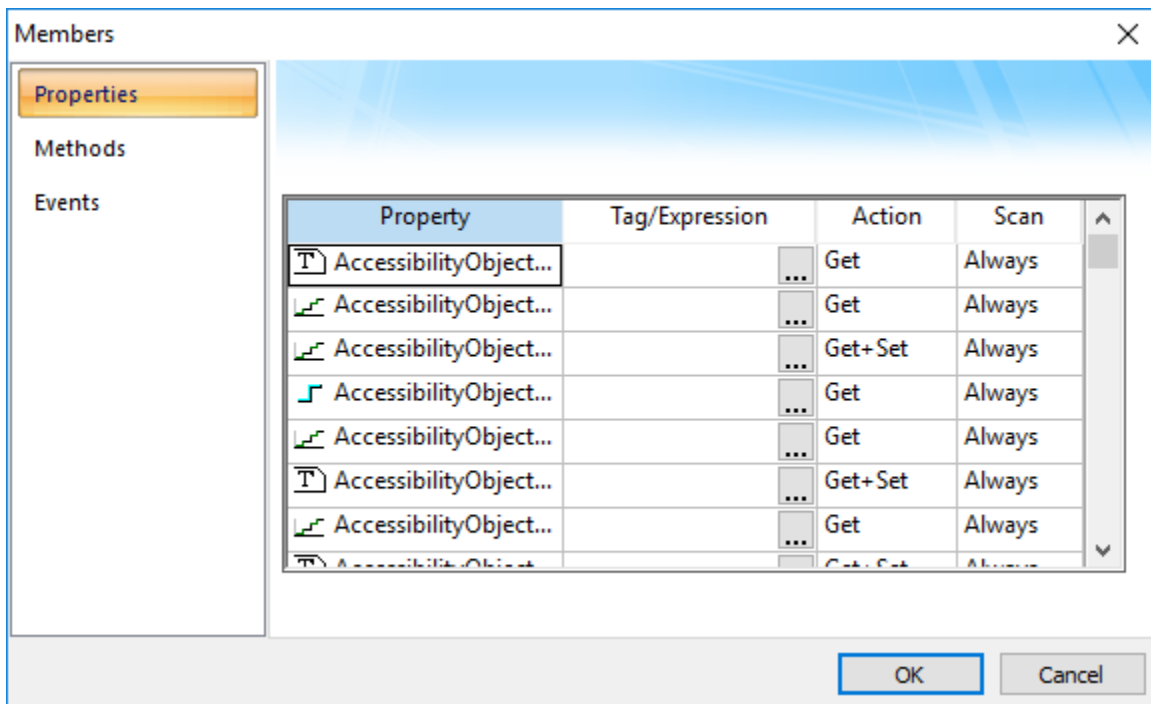 Members
Properties
Methods
Events
Property Tag/Expression Action Scan
AccessibilityObject... ... Get Always
AccessibilityObject... ... Get Always
AccessibilityObject... ... Get+Set Always
AccessibilityObject... ... Get Always
AccessibilityObject... ... Get Always
AccessibilityObject... ... Get+Set Always
AccessibilityObject... ... Get Always
OK Cancel